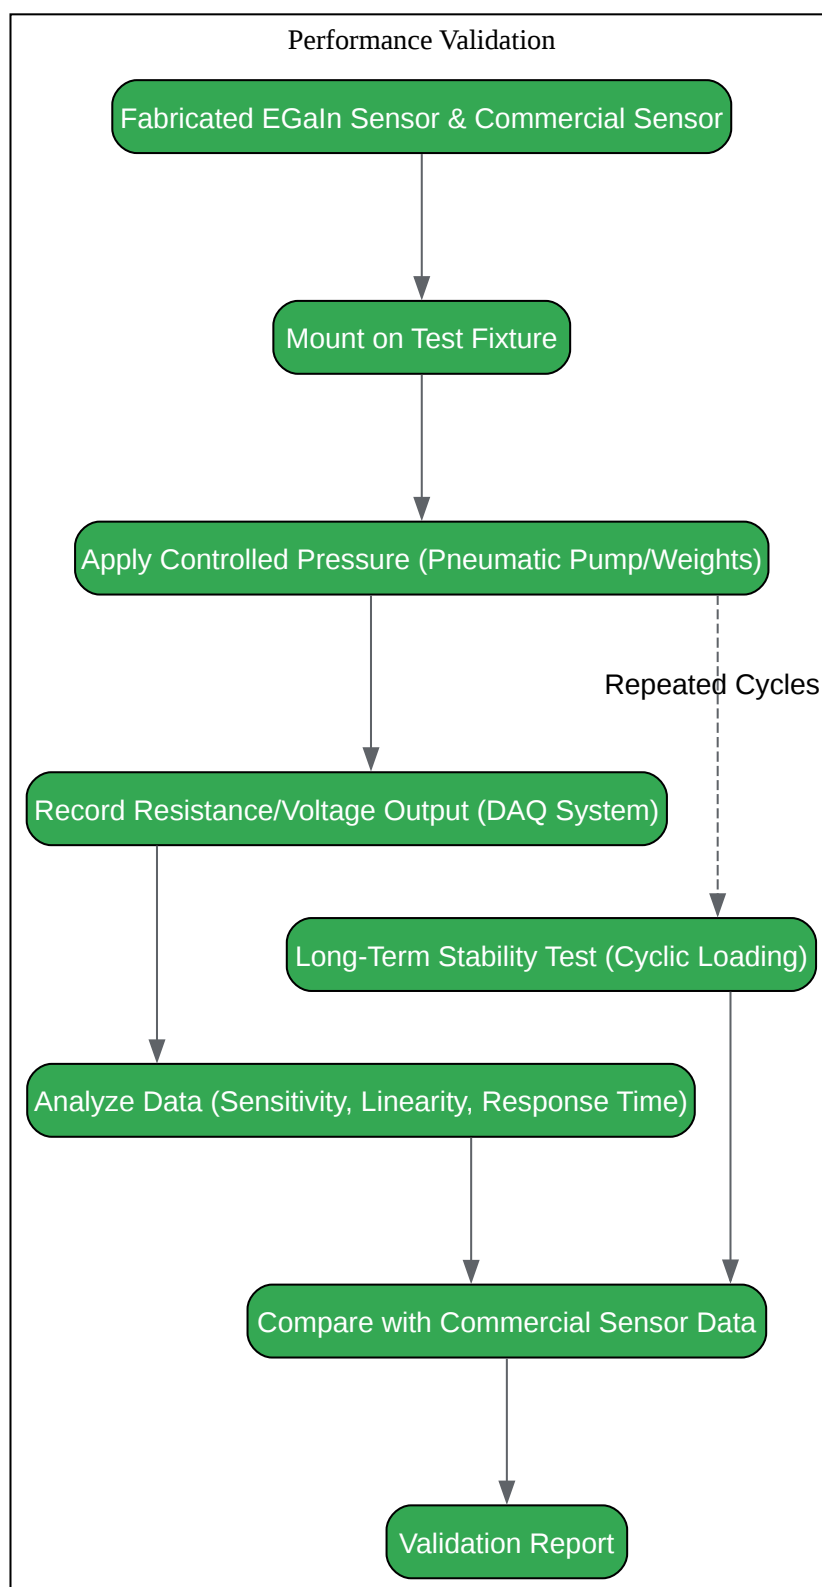 Performance Validation
Fabricated EGaIn Sensor & Commercial Sensor
Mount on Test Fixture
Apply Controlled Pressure (Pneumatic Pump/Weights)
Repeated Cycles
Record Resistance/Voltage Output (DAQ System)
Long-Term Stability Test (Cyclic Loading)
Analyze Data (Sensitivity, Linearity, Response Time)
Compare with Commercial Sensor Data
Validation Report